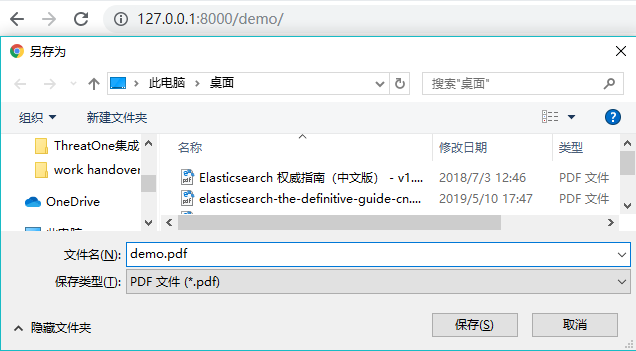 127.0.0.1:8000/demo/
另存为
此电脑 桌面 搜索"桌面"
组织 新建文件夹
名称 修改日期 类型
ThreatOne集成
work handover
OneDrive
此电脑
Elasticsearch 权威指南（中文版） - v1.... 2018/7/3 12:46 PDF 文件
elasticsearch-the-definitive-guide-cn.... 2019/5/10 17:47 PDF 文件
文件名(N): demo.pdf
保存类型(T): PDF 文件 (*.pdf)
隐藏文件夹 保存(S) 取消